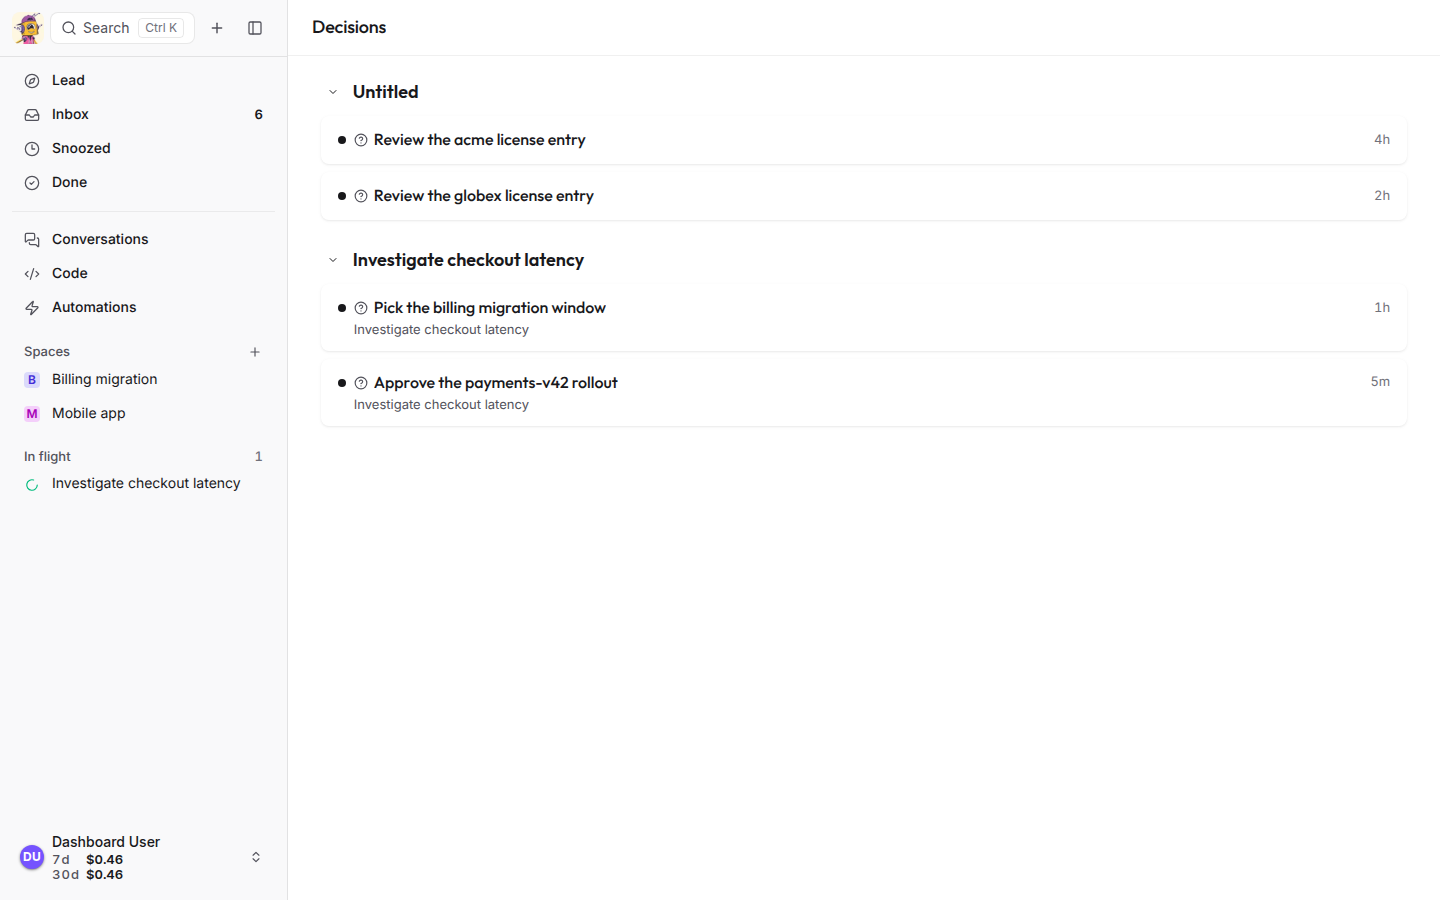 Search Ctrl K
Lead
Inbox 6
Snoozed
Done
Conversations
Code
Automations
Spaces
B Billing migration
M Mobile app
In flight 1
Investigate checkout latency
DU Dashboard User
7d $0.46
30d $0.46
Decisions
Untitled
Review the acme license entry 4h
Review the globex license entry 2h
Investigate checkout latency
Pick the billing migration window 1h
Investigate checkout latency
Approve the payments-v42 rollout 5m
Investigate checkout latency